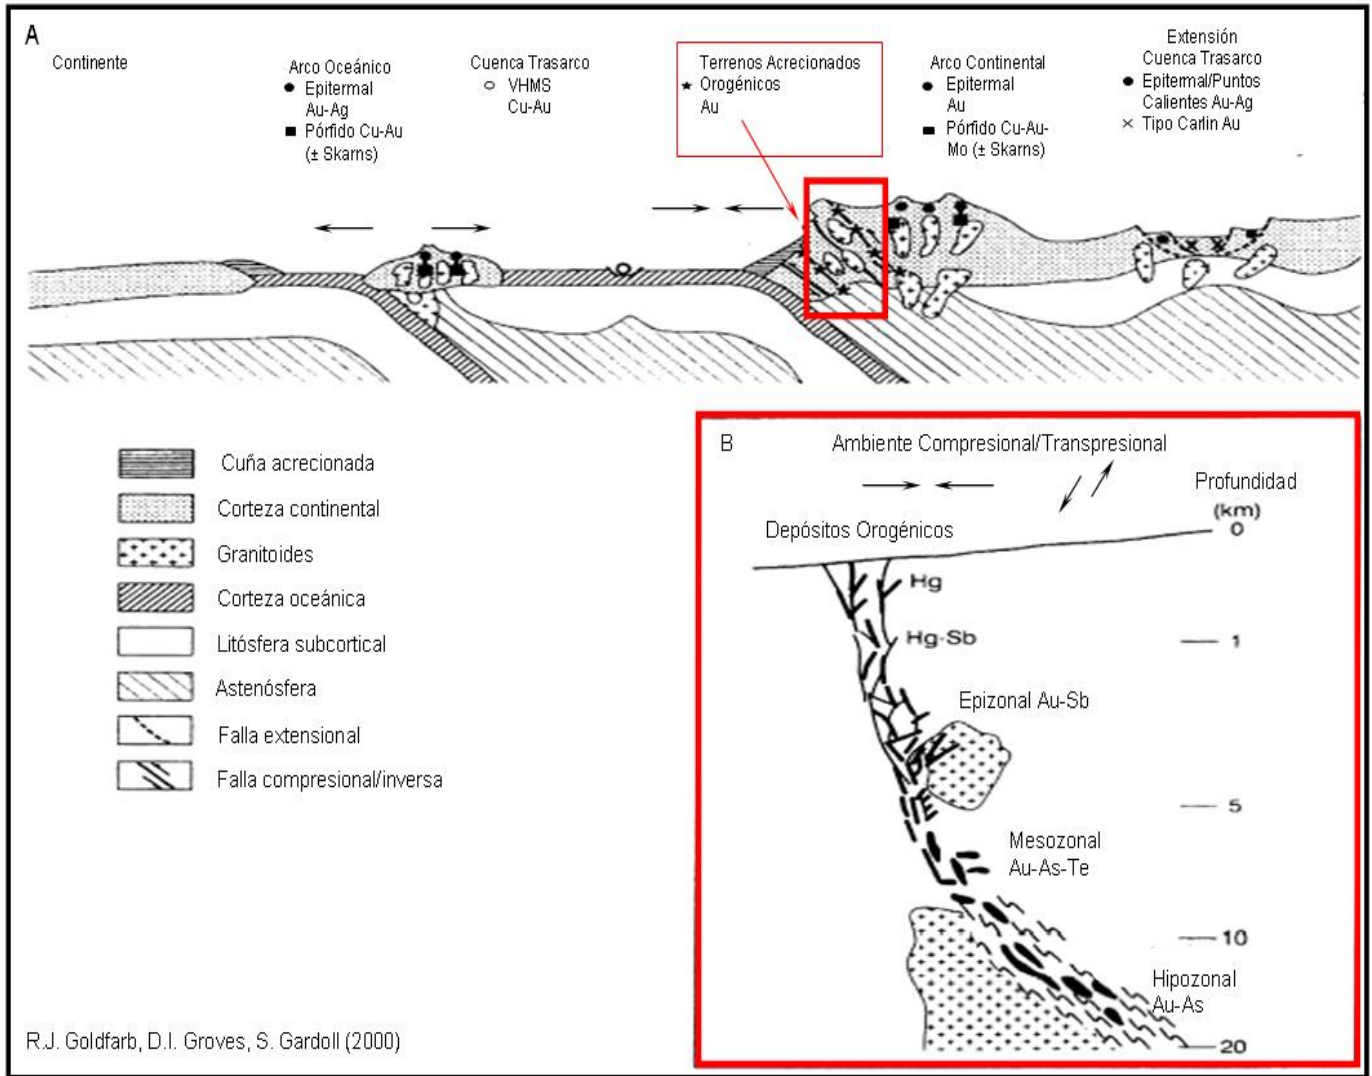 A
Continente
Arco Oceánico
Epitermal
Au-Ag
Pórfido Cu-Au
(± Skarns)
Cuenca Trasarco
VHMS
Cu-Au
Terrenos Acrecionados
Orogénicos
Au
Arco Continental
Epitermal
Au
Pórfido Cu-Au-
Mo (± Skarns)
Extensión
Cuenca Trasarco
Epitermal/Puntos
Calientes Au-Ag
Tipo Carlin Au
Cuña acrecionada
Corteza continental
Granitoides
Corteza oceánica
Litósfera subcortical
Astenósfera
Falla extensional
Falla compresional/inversa
R.J. Goldfarb, D.I. Groves, S. Gardoll (2000)
B
Ambiente Compresional/Transpresional
Profundidad
(km)
0
Depósitos Orogénicos
Hg
Hg-Sb
1
Epizonal Au-Sb
5
Mesozonal
Au-As-Te
10
Hipozonal
Au-As
20